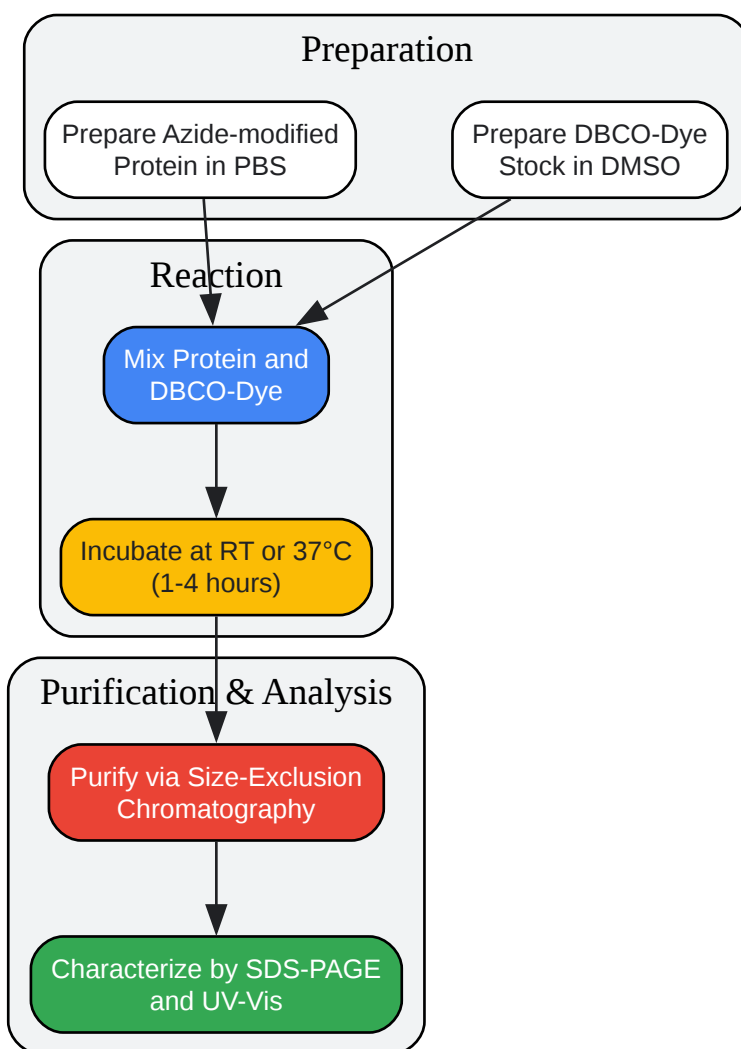 Preparation
Prepare Azide-modified
Protein in PBS
Prepare DBCO-Dye
Stock in DMSO
Reaction
Mix Protein and
DBCO-Dye
Incubate at RT or 37°C
(1-4 hours)
Purification & Analysis
Purify via Size-Exclusion
Chromatography
Characterize by SDS-PAGE
and UV-Vis